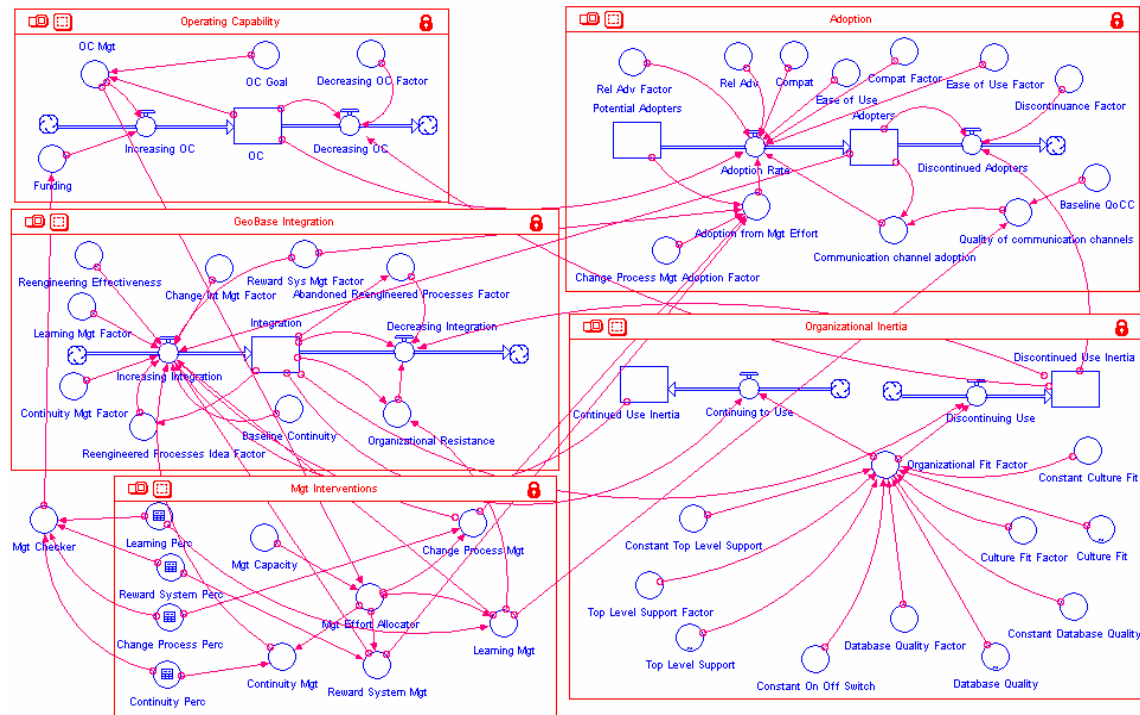 Operating Capability
OC Mgt
OC Goal
Decreasing OC Factor
Increasing OC
OC
Decreasing OC
Funding
Adoption
Rel Adv Factor
Rel Adv
Compat
Ease of Use
Compat Factor
Ease of Use Factor
Discontinuance Factor
Potential Adopters
Adopters
Adoption Rate
Discontinued Adopters
Baseline QoCC
Adoption from Mgt Effort
Quality of communication channels
Communication channel adoption
Change Process Mgt Adoption Factor
GeoBase Integration
Reengineering Effectiveness
Change Int Mgt Factor
Reward Sys Mgt Factor
Abandoned Reengineered Processes Factor
Learning Mgt Factor
Integration
Decreasing Integration
Increasing Integration
Continuity Mgt Factor
Baseline Continuity
Organizational Resistance
Reengineered Processes Idea Factor
Organizational Inertia
Discontinued Use Inertia
Continued Use Inertia
Continuing to Use
Discontinuing Use
Organizational Fit Factor
Constant Culture Fit
Constant Top Level Support
Culture Fit Factor
Culture Fit
Top Level Support Factor
Constant Database Quality
Database Quality Factor
Top Level Support
Constant On Off Switch
Database Quality
Mgt Interventions
Mgt Checker
Learning Perc
Mgt Capacity
Change Process Mgt
Reward System Perc
Mgt Effort Allocator
Change Process Perc
Learning Mgt
Continuity Mgt
Reward System Mgt
Continuity Perc